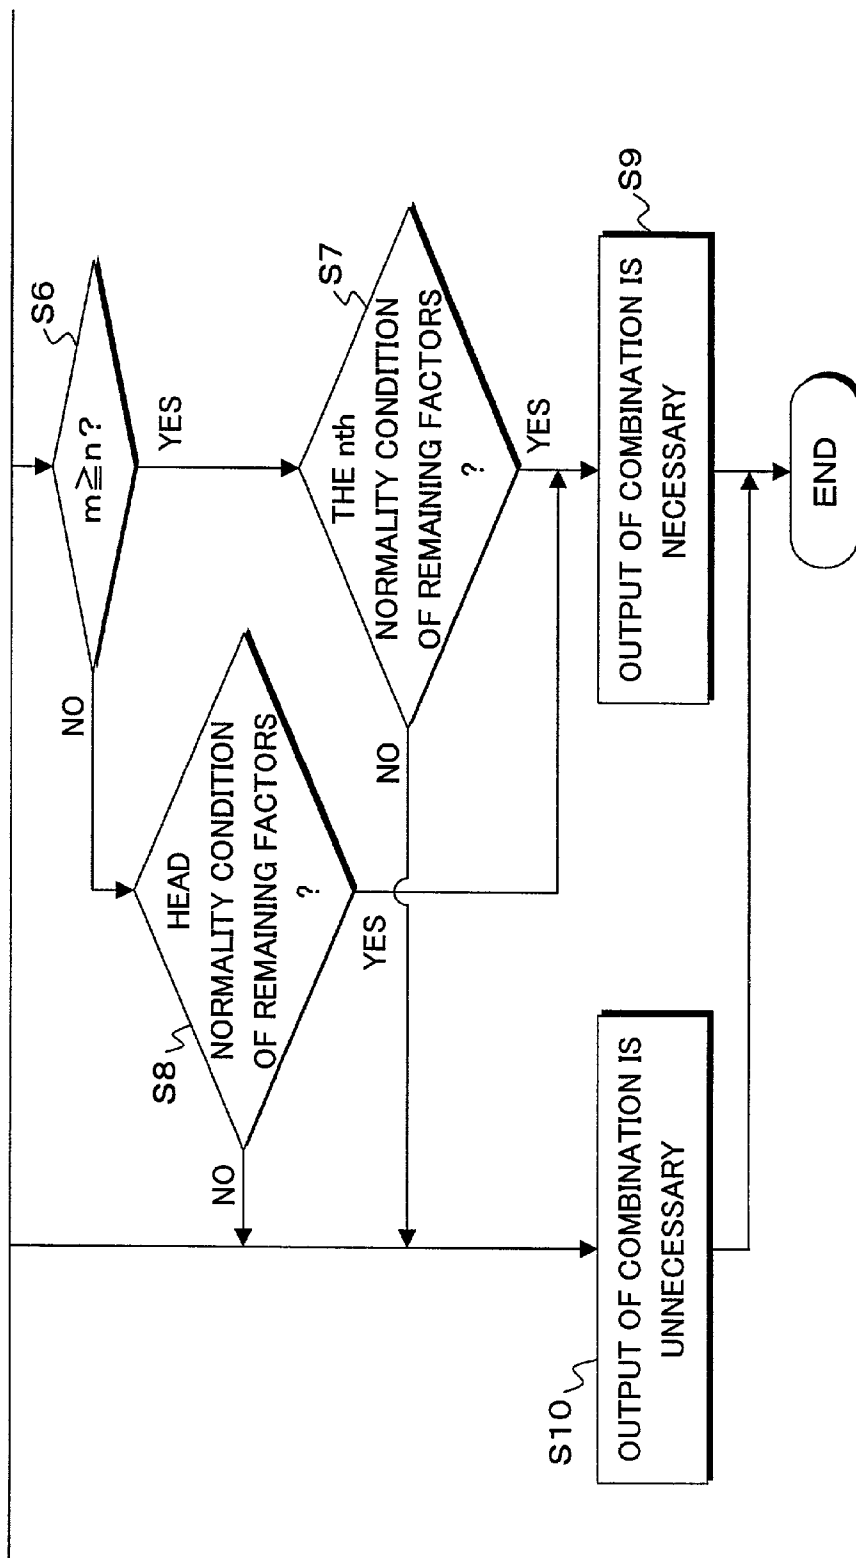 S6
m≧n?
NO
YES
S8
HEAD
NORMALITY CONDITION
OF REMAINING FACTORS
?
NO
YES
S7
THE nth
NORMALITY CONDITION
OF REMAINING FACTORS
?
NO
YES
S10
OUTPUT OF COMBINATION IS
UNNECESSARY
S9
OUTPUT OF COMBINATION IS
NECESSARY
END